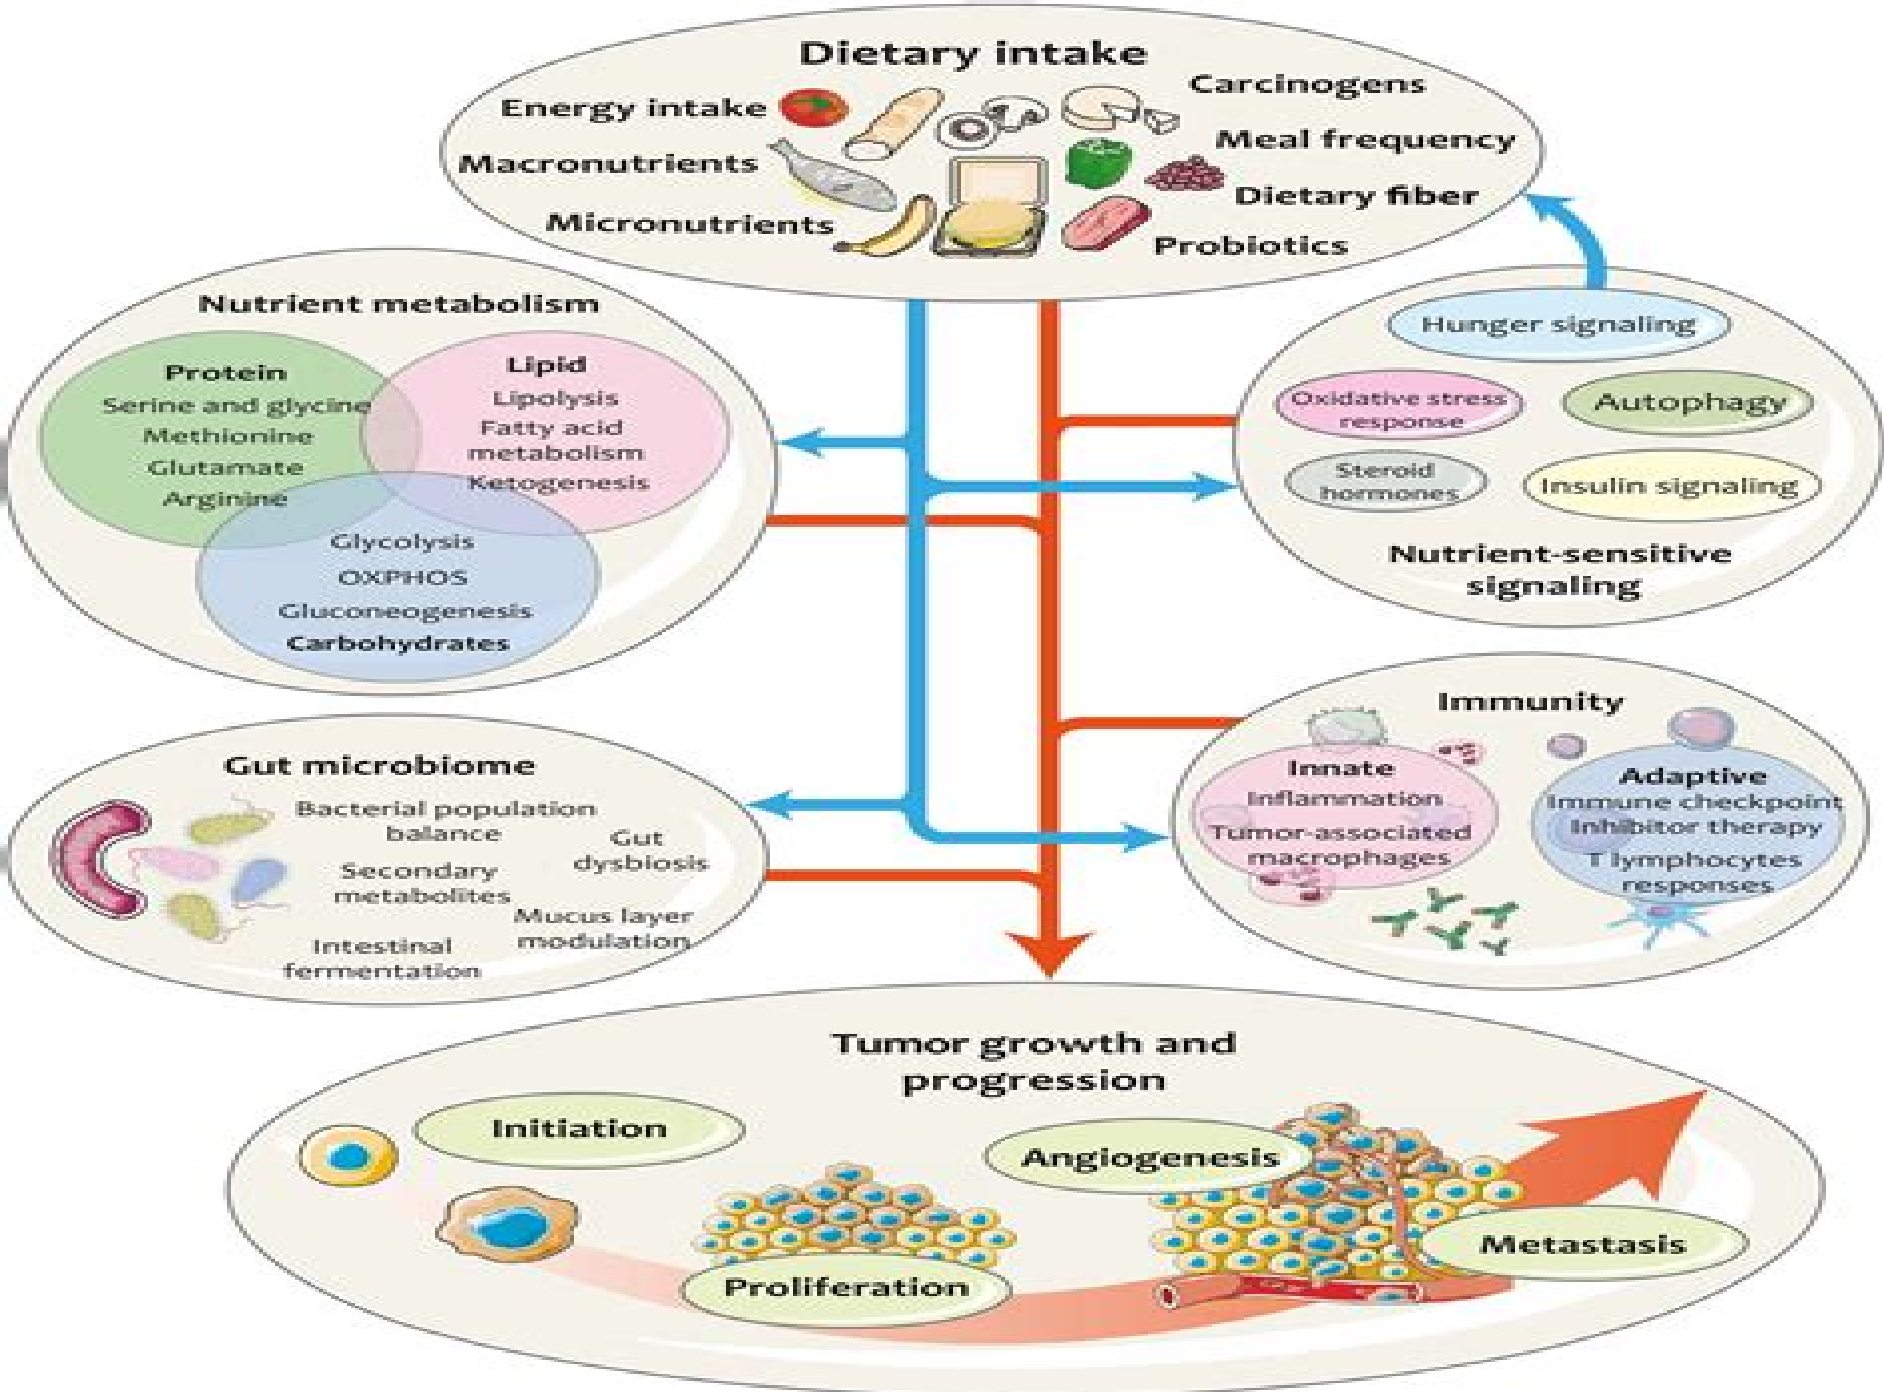 Dietary intake
Energy intake
Macronutrients
Micronutrients
Carcinogens
Meal frequency
Dietary fiber
Probiotics
Nutrient metabolism
Protein
Serine and glycine
Methionine
Glutamate
Arginine
Lipid
Lipolysis
Fatty acid
metabolism
Ketogenesis
Glycolysis
OXPHOS
Gluconeogenesis
Carbohydrates
Hunger signaling
Oxidative stress
response
Autophagy
Steroid
hormones
Insulin signaling
Nutrient-sensitive
signaling
Gut microbiome
Bacterial population
balance
Gut
dysbiosis
Secondary
metabolites
Mucus layer
modulation
Intestinal
fermentation
Immunity
Innate
Inflammation
Tumor-associated
macrophages
Adaptive
Immune checkpoint
Inhibitor therapy
T lymphocytes
responses
Tumor growth and
progression
Initiation
Proliferation
Angiogenesis
Metastasis